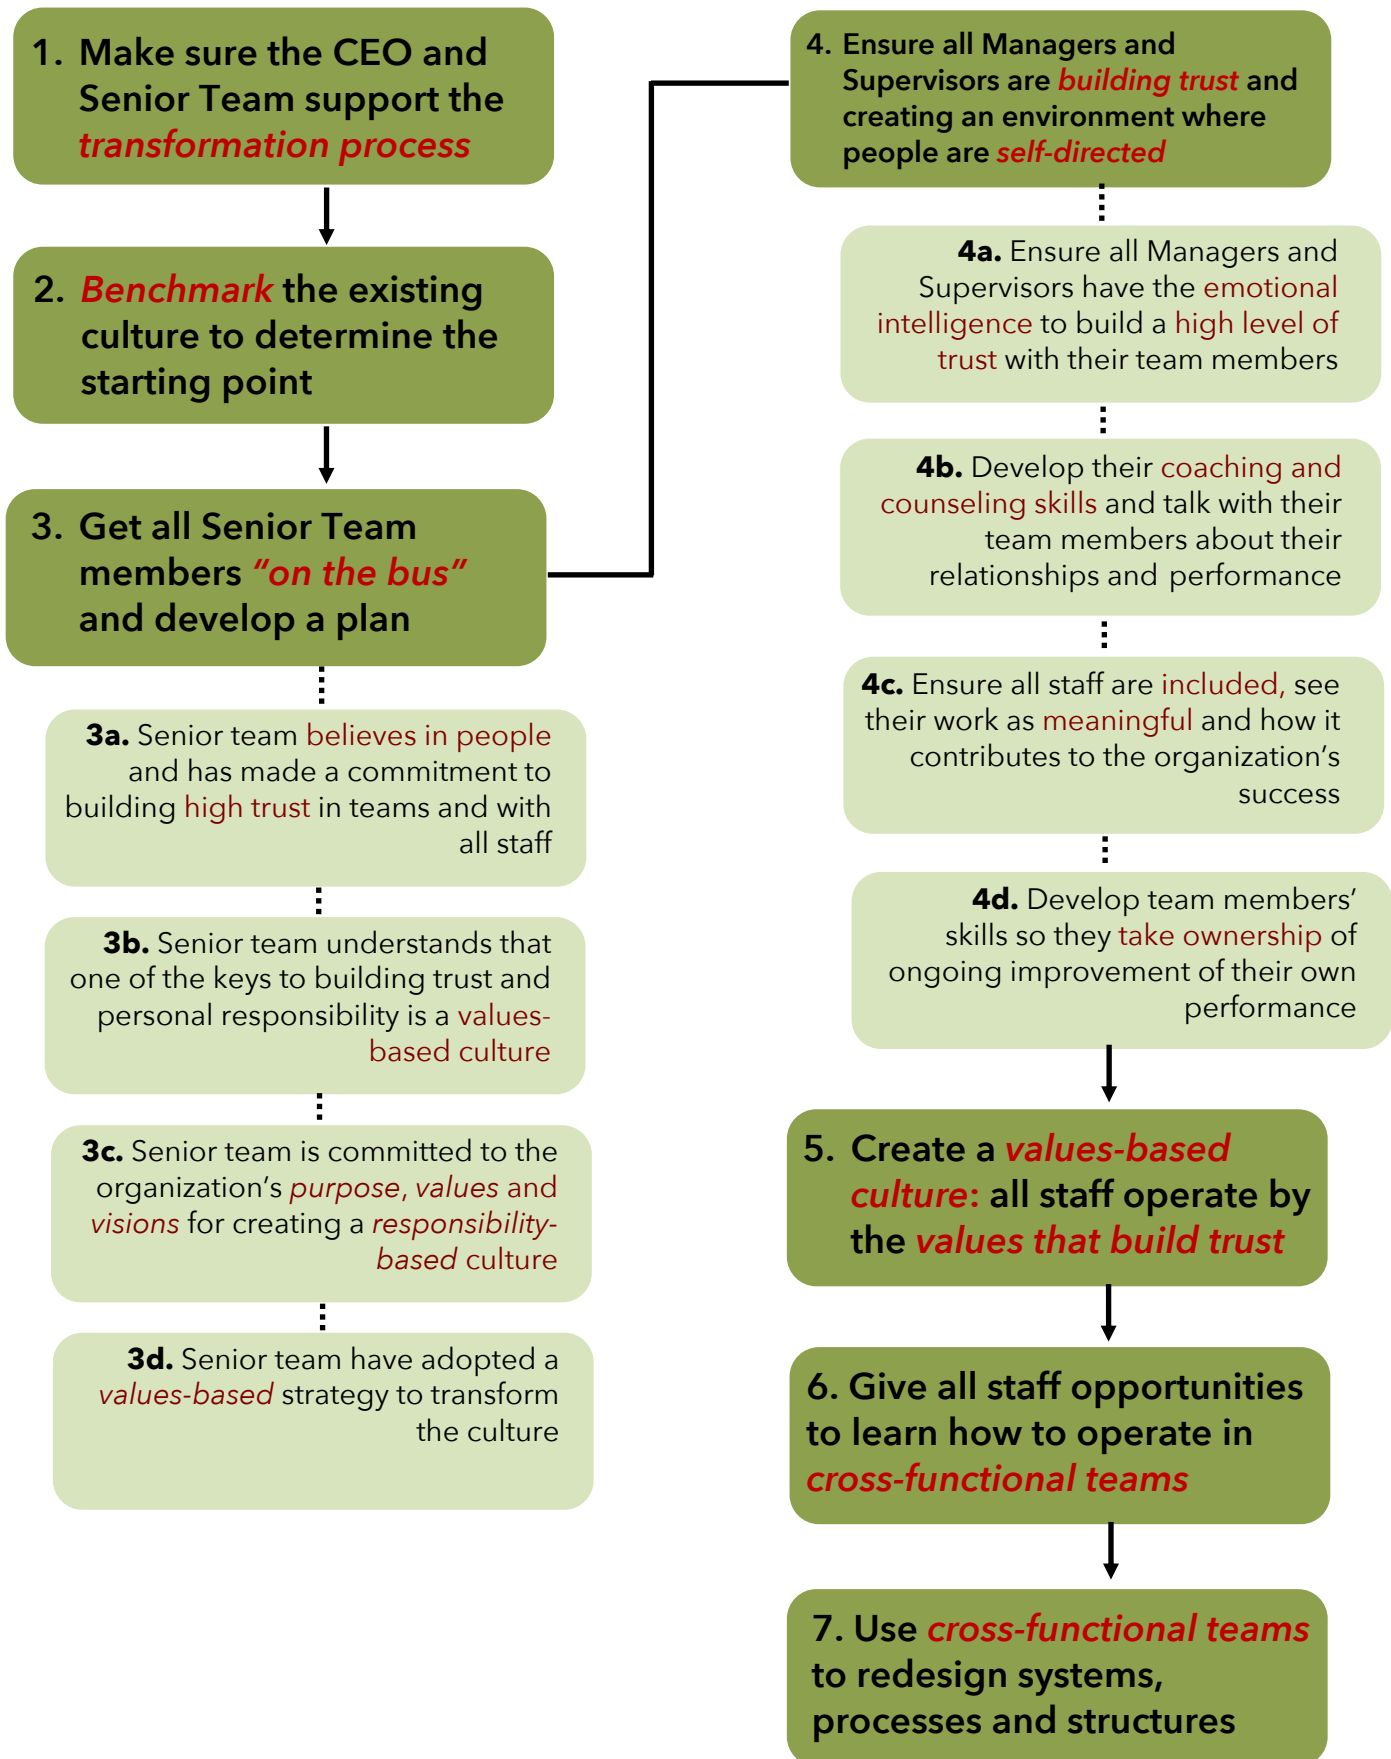 1. Make sure the CEO and
Senior Team support the
transformation process
2. Benchmark the existing
culture to determine the
starting point
3. Get all Senior Team
members “on the bus”
and develop a plan
3a. Senior team believes in people
and has made a commitment to
building high trust in teams and with
all staff
3b. Senior team understands that
one of the keys to building trust and
personal responsibility is a values-
based culture
3c. Senior team is committed to the
organization’s purpose, values and
visions for creating a responsibility-
based culture
3d. Senior team have adopted a
values-based strategy to transform
the culture
4. Ensure all Managers and
Supervisors are building trust and
creating an environment where
people are self-directed
4a. Ensure all Managers and
Supervisors have the emotional
intelligence to build a high level of
trust with their team members
4b. Develop their coaching and
counseling skills and talk with their
team members about their
relationships and performance
4c. Ensure all staff are included, see
their work as meaningful and how it
contributes to the organization’s
success
4d. Develop team members’
skills so they take ownership of
ongoing improvement of their own
performance
5. Create a values-based
culture: all staff operate by
the values that build trust
6. Give all staff opportunities
to learn how to operate in
cross-functional teams
7. Use cross-functional teams
to redesign systems,
processes and structures